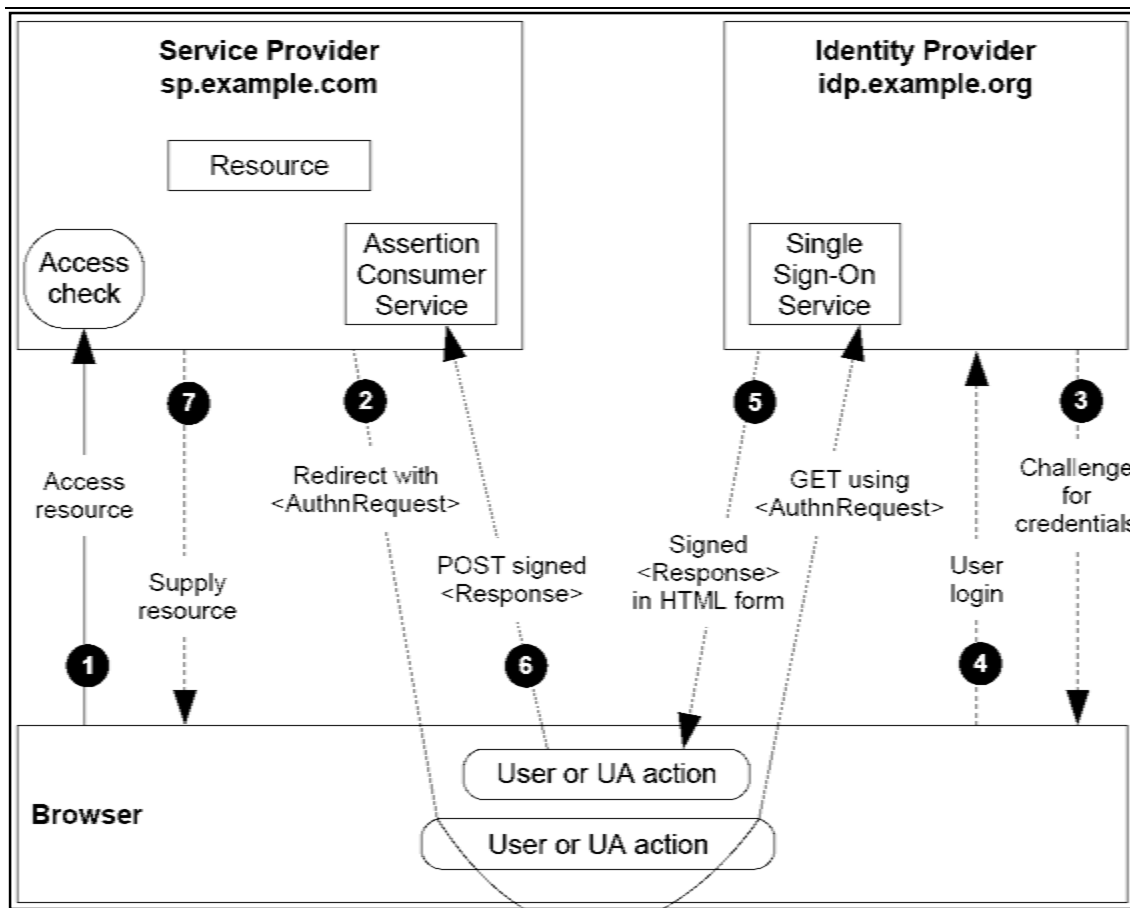 Service Provider
sp.example.com
Identity Provider
idp.example.org
Resource
Access
check
Assertion
Consumer
Service
Single
Sign-On
Service
7
2
5
3
Access
resource
Redirect with
<AuthnRequest>
GET using
<AuthnRequest>
Challenge
for
credentials
Supply
resource
POST signed
<Response>
Signed
<Response>
in HTML form
User
login
1
6
4
User or UA action
Browser
User or UA action